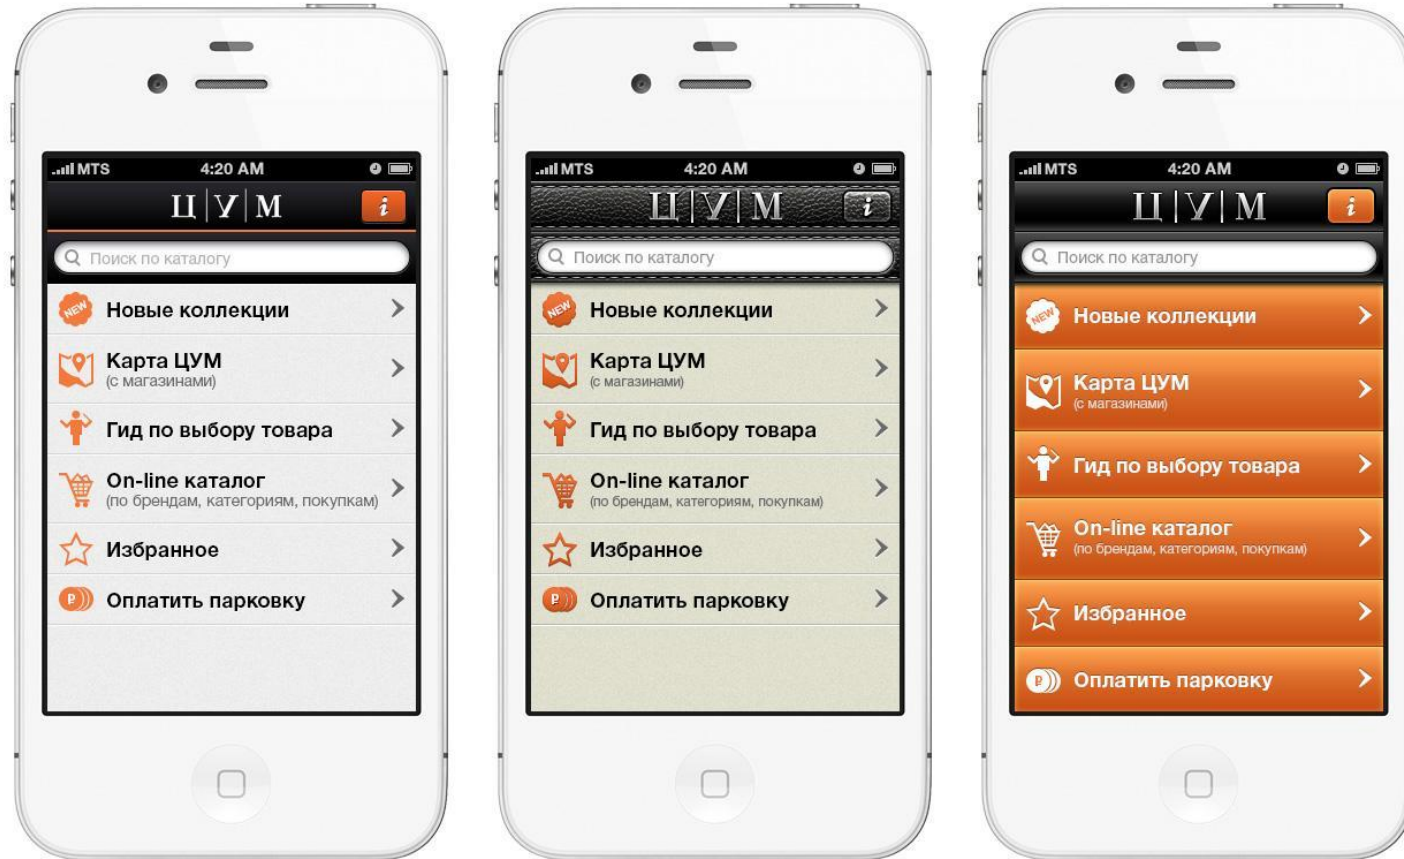 MTS 4:20 AM
Ц|У|М i
Поиск по каталогу
NEW Новые коллекции
Карта ЦУМ
(с магазинами)
Гид по выбору товара
On-line каталог
(по брендам, категориям, покупкам)
Избранное
₽ Оплатить парковку
MTS 4:20 AM
Ц|У|М i
Поиск по каталогу
NEW Новые коллекции
Карта ЦУМ
(с магазинами)
Гид по выбору товара
On-line каталог
(по брендам, категориям, покупкам)
Избранное
₽ Оплатить парковку
MTS 4:20 AM
Ц|У|М i
Поиск по каталогу
NEW Новые коллекции
Карта ЦУМ
(с магазинами)
Гид по выбору товара
On-line каталог
(по брендам, категориям, покупкам)
Избранное
₽ Оплатить парковку